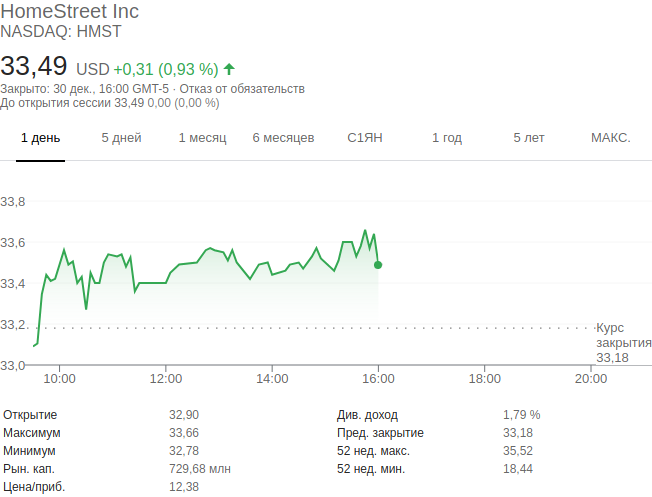 HomeStreet Inc
NASDAQ: HMST
33,49 USD +0,31 (0,93 %)
Закрыто: 30 дек., 16:00 GMT-5 · Отказ от обязательств
До открытия сессии 33,49 0,00 (0,00 %)
1 день 5 дней 1 месяц 6 месяцев С1ЯН 1 год 5 лет МАКС.
33,8
33,6
33,4
33,2
33,0
Курс
закрытия
33,18
10:00 12:00 14:00 16:00 18:00 20:00
Открытие 32,90 Див. доход 1,79 %
Максимум 33,66 Пред. закрытие 33,18
Минимум 32,78 52 нед. макс. 35,52
Рын. кап. 729,68 млн 52 нед. мин. 18,44
Цена/приб. 12,38